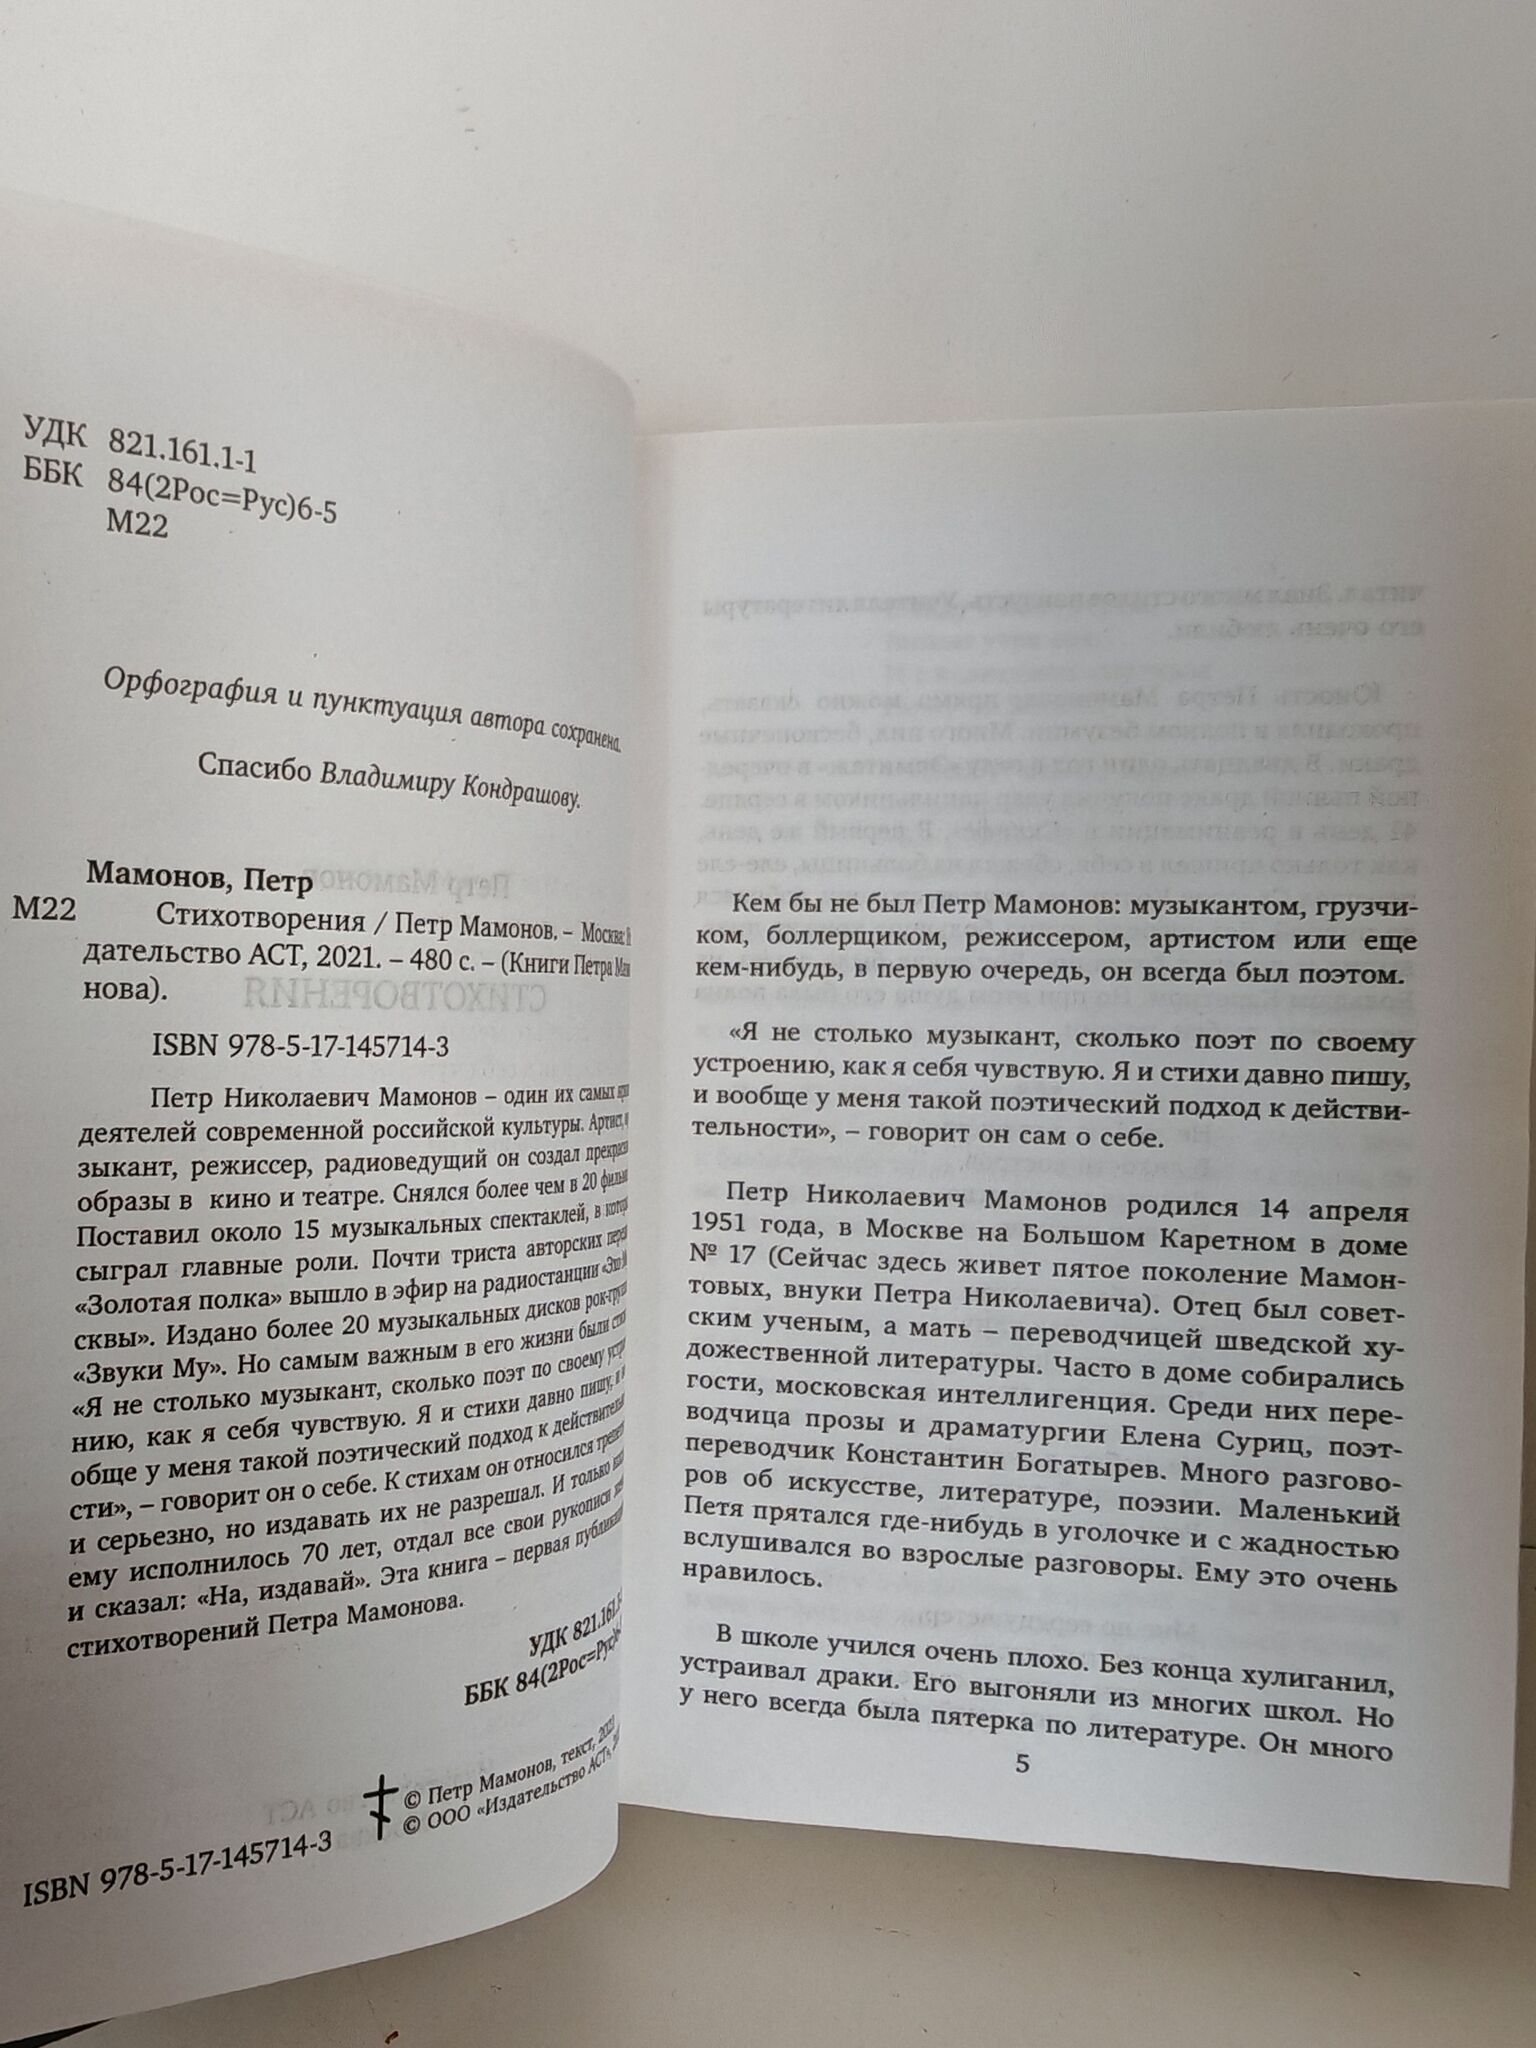 УДК 821.161.1-1
ББК 84(2Рос=Рус)6-5
М22
Орфография и пунктуация автора сохранена.
Спасибо Владимиру Кондрашову.
Мамонов, Петр
М22 Стихотворения / Петр Мамонов. – Москва:
дательство АСТ, 2021. – 480 с. – (Книги Петра
нова).
ISBN 978-5-17-145714-3
Петр Николаевич Мамонов – один их самых
деятелей современной российской культуры. Артист,
зыкант, режиссер, радиоведущий он создал
образы в кино и театре. Снялся более чем в 20
Поставил около 15 музыкальных спектаклей, в
сыграл главные роли. Почти триста авторских
«Золотая полка» вышло в эфир на радиостанции «Эхо
сквы». Издано более 20 музыкальных дисков
«Звуки Му». Но самым важным в его жизни были
«Я не столько музыкант, сколько поэт по своему
нию, как я себя чувствую. Я и стихи давно пишу,
обще у меня такой поэтический подход к
сти», – говорит он о себе. К стихам он относился
и серьезно, но издавать их не разрешал. И только
ему исполнилось 70 лет, отдал все свои рукописи
и сказал: «На, издавай». Эта книга – первая
стихотворений Петра Мамонова.
УДК 821.161.
ББК 84(2Рос=Рус)
© Петр Мамонов, текст, 2021
© ООО «Издательство АСТ»,
ISBN 978-5-17-145714-3
Кем бы не был Петр Мамонов: музыкантом, грузчи-
ком, боллерщиком, режиссером, артистом или еще
кем-нибудь, в первую очередь, он всегда был поэтом.
«Я не столько музыкант, сколько поэт по своему
устроению, как я себя чувствую. Я и стихи давно пишу,
и вообще у меня такой поэтический подход к действи-
тельности», – говорит он сам о себе.
Петр Николаевич Мамонов родился 14 апреля
1951 года, в Москве на Большом Каретном в доме
№ 17 (Сейчас здесь живет пятое поколение Мамон-
товых, внуки Петра Николаевича). Отец был совет-
ским ученым, а мать – переводчицей шведской ху-
дожественной литературы. Часто в доме собирались
гости, московская интеллигенция. Среди них пере-
водчица прозы и драматургии Елена Суриц, поэт-
переводчик Константин Богатырев. Много разгово-
ров об искусстве, литературе, поэзии. Маленький
Петя прятался где-нибудь в уголочке и с жадностью
вслушивался во взрослые разговоры. Ему это очень
нравилось.
В школе учился очень плохо. Без конца хулиганил,
устраивал драки. Его выгоняли из многих школ. Но
у него всегда была пятерка по литературе. Он много
5